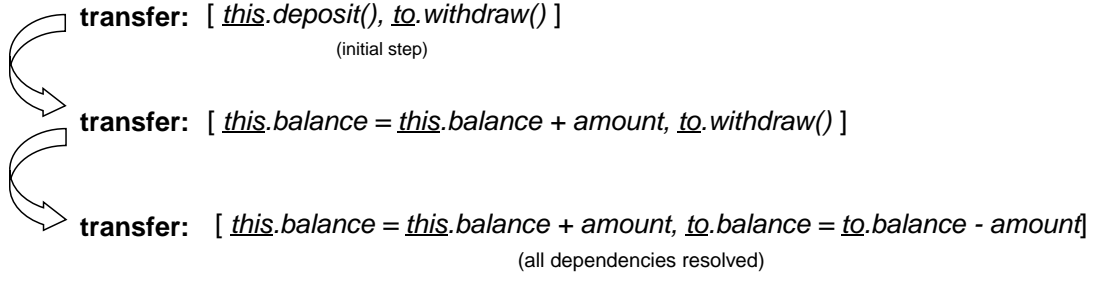 transfer: [ this.deposit(), to.withdraw() ]
(initial step)
transfer: [ this.balance = this.balance + amount, to.withdraw() ]
transfer: [ this.balance = this.balance + amount, to.balance = to.balance - amount]
(all dependencies resolved)